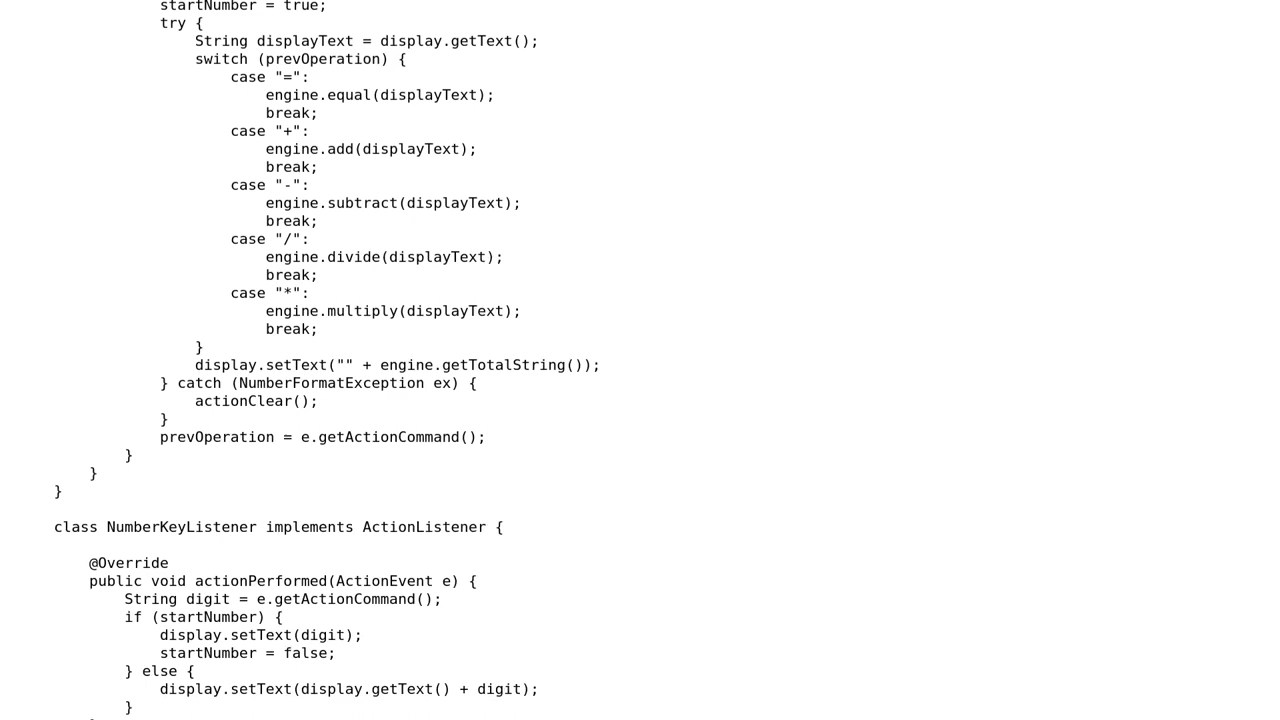 startNumber = true;
try {
String displayText = display.getText();
switch (prevOperation) {
case "=":
engine.equal(displayText);
break;
case "+":
engine.add(displayText);
break;
case "-":
engine.subtract(displayText);
break;
case "/":
engine.divide(displayText);
break;
case "*":
engine.multiply(displayText);
break;
}
display.setText("" + engine.getTotalString());
} catch (NumberFormatException ex) {
actionClear();
}
prevOperation = e.getActionCommand();
}
}
}
class NumberKeyListener implements ActionListener {
@Override
public void actionPerformed(ActionEvent e) {
String digit = e.getActionCommand();
if (startNumber) {
display.setText(digit);
startNumber = false;
} else {
display.setText(display.getText() + digit);
}